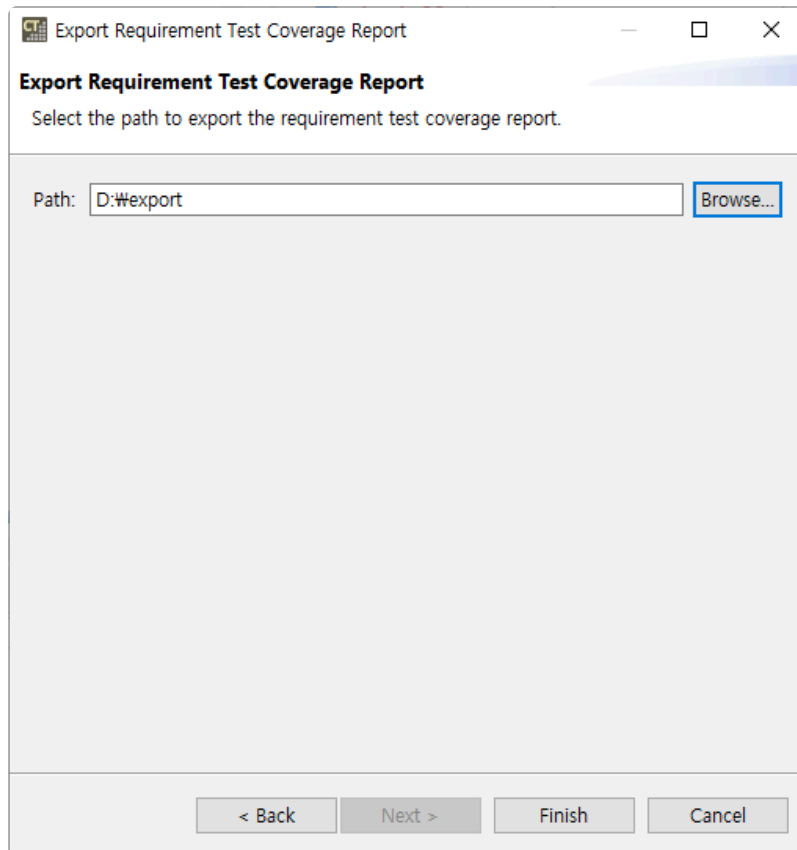 CT
Export Requirement Test Coverage Report
Export Requirement Test Coverage Report
Select the path to export the requirement test coverage report.
Path: D:₩export Browse...
< Back Next > Finish Cancel